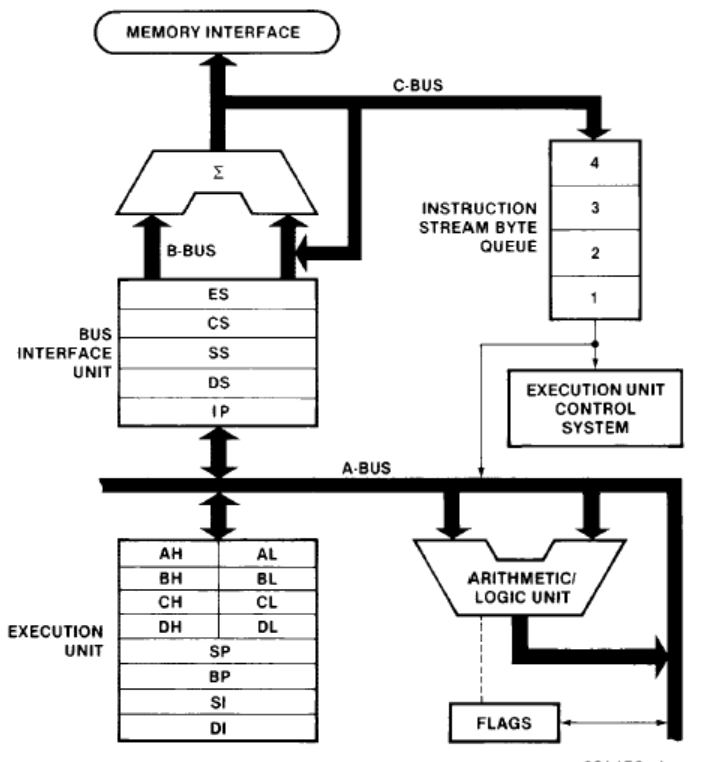 MEMORY INTERFACE
C-BUS
Σ
B-BUS
INSTRUCTION
STREAM BYTE
QUEUE
4
3
2
1
BUS
INTERFACE
UNIT
ES
CS
SS
DS
IP
EXECUTION UNIT
CONTROL
SYSTEM
A-BUS
EXECUTION
UNIT
AH AL
BH BL
CH CL
DH DL
SP
BP
SI
DI
ARITHMETIC/
LOGIC UNIT
FLAGS